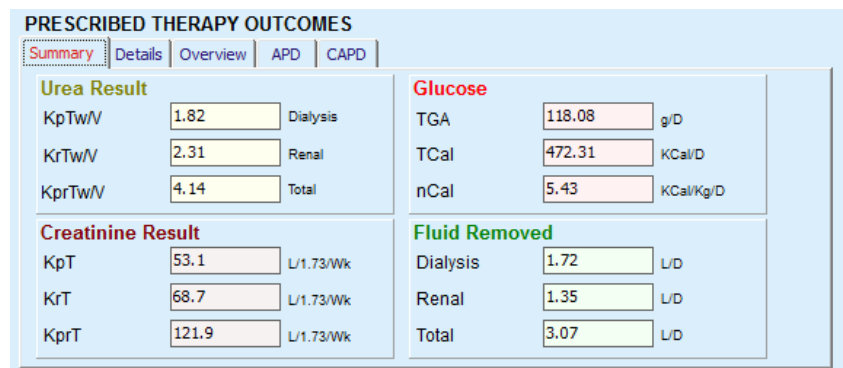 PRESCRIBED THERAPY OUTCOMES
Summary Details Overview APD CAPD
Urea Result
KpTw/V 1.82 Dialysis
KrTw/V 2.31 Renal
KprTw/V 4.14 Total
Glucose
TGA 118.08 g/D
TCal 472.31 KCal/D
nCal 5.43 KCal/Kg/D
Creatinine Result
KpT 53.1 L/1.73/Wk
KrT 68.7 L/1.73/Wk
KprT 121.9 L/1.73/Wk
Fluid Removed
Dialysis 1.72 L/D
Renal 1.35 L/D
Total 3.07 L/D